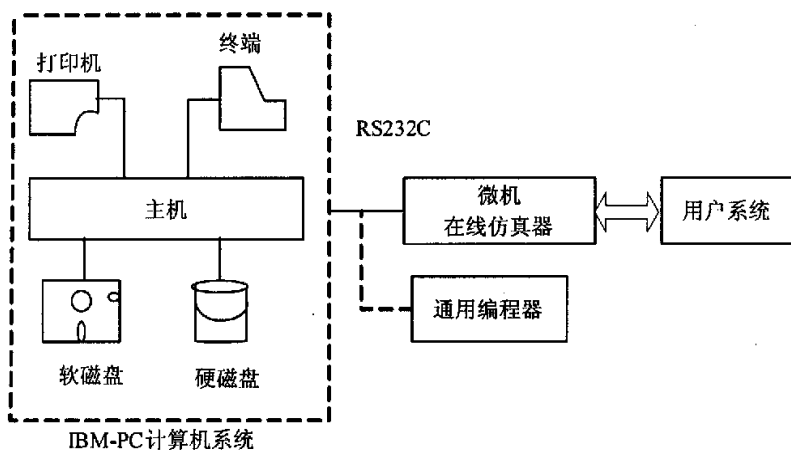 打印机
终端
RS232C
主机
微机
在线仿真器
用户系统
通用编程器
软磁盘
硬磁盘
IBM-PC计算机系统